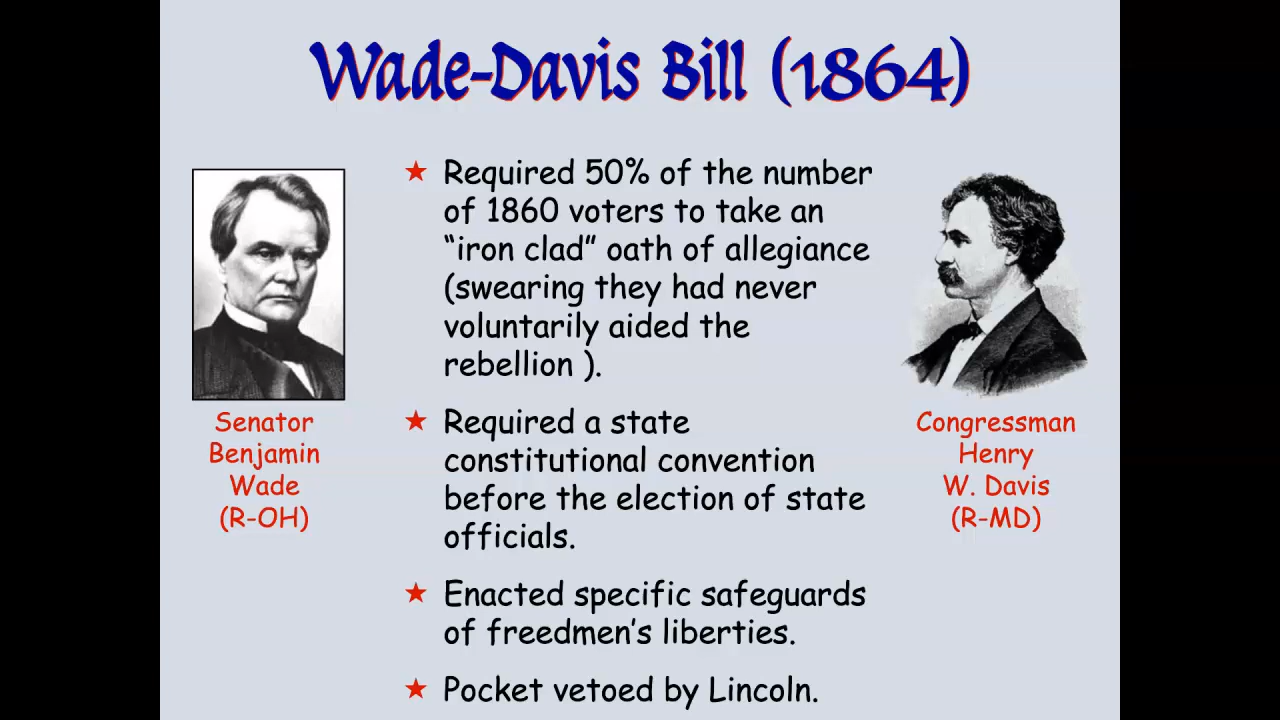 Wade-Davis Bill (1864)
★ Required 50% of the number
of 1860 voters to take an
“iron clad” oath of allegiance
(swearing they had never
voluntarily aided the
rebellion ).
★ Required a state
constitutional convention
before the election of state
officials.
★ Enacted specific safeguards
of freedmen’s liberties.
★ Pocket vetoed by Lincoln.
Senator
Benjamin
Wade
(R-OH)
Congressman
Henry
W. Davis
(R-MD)